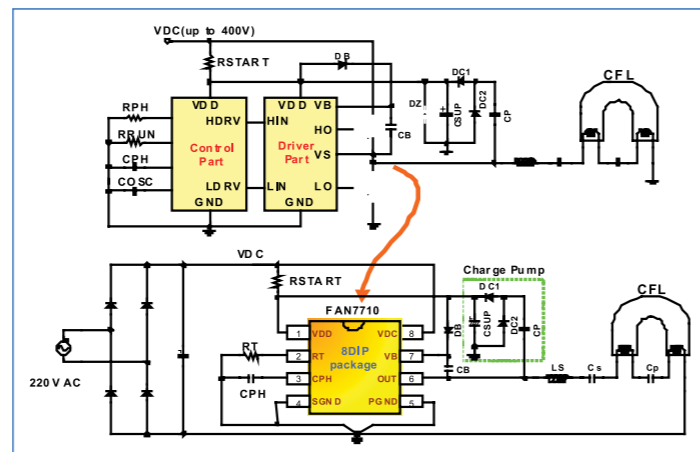 VDC(up to 400V)
RSTART
DB
DC1
CFL
RPH
VDD
VDD
VB
DZ
CSUP
DC2
CP
RRUN
HDRV
HIN
HO
CB
Control
Part
Driver
Part
CPH
VS
COSC
LDRV
LIN
LO
GND
GND
VDC
RSTART
Charge Pump
FAN7710
DC1
CFL
DB
CSUP
DC2
CP
1
VDD
VDC
8
RT
2
RT
8DIP
package
VB
7
220 V AC
3
CPH
OUT
6
CB
LS
Cs
Cp
CPH
4
SGND
PGND
5